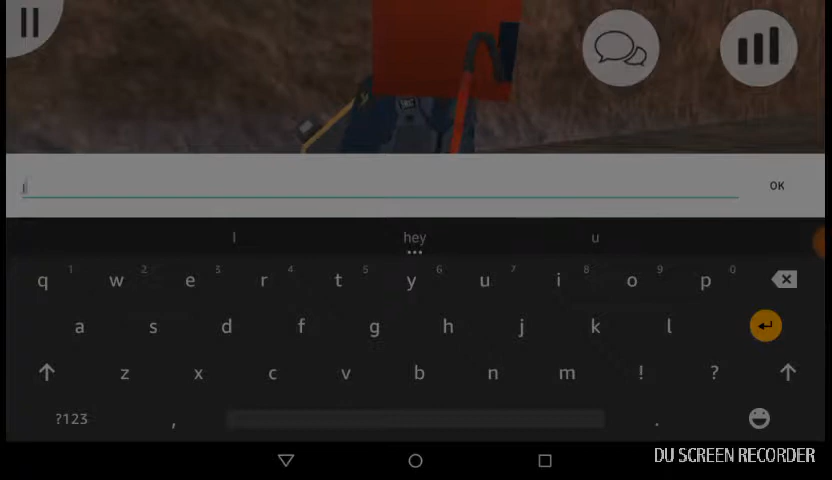 OK
I hey u
q 1 w 2 e 3 r 4 t 5 y 6 u 7 i 8 o 9 p 0
a s d f g h j k l
z x c v b n m ! ?
?123 , .
DU SCREEN RECORDER